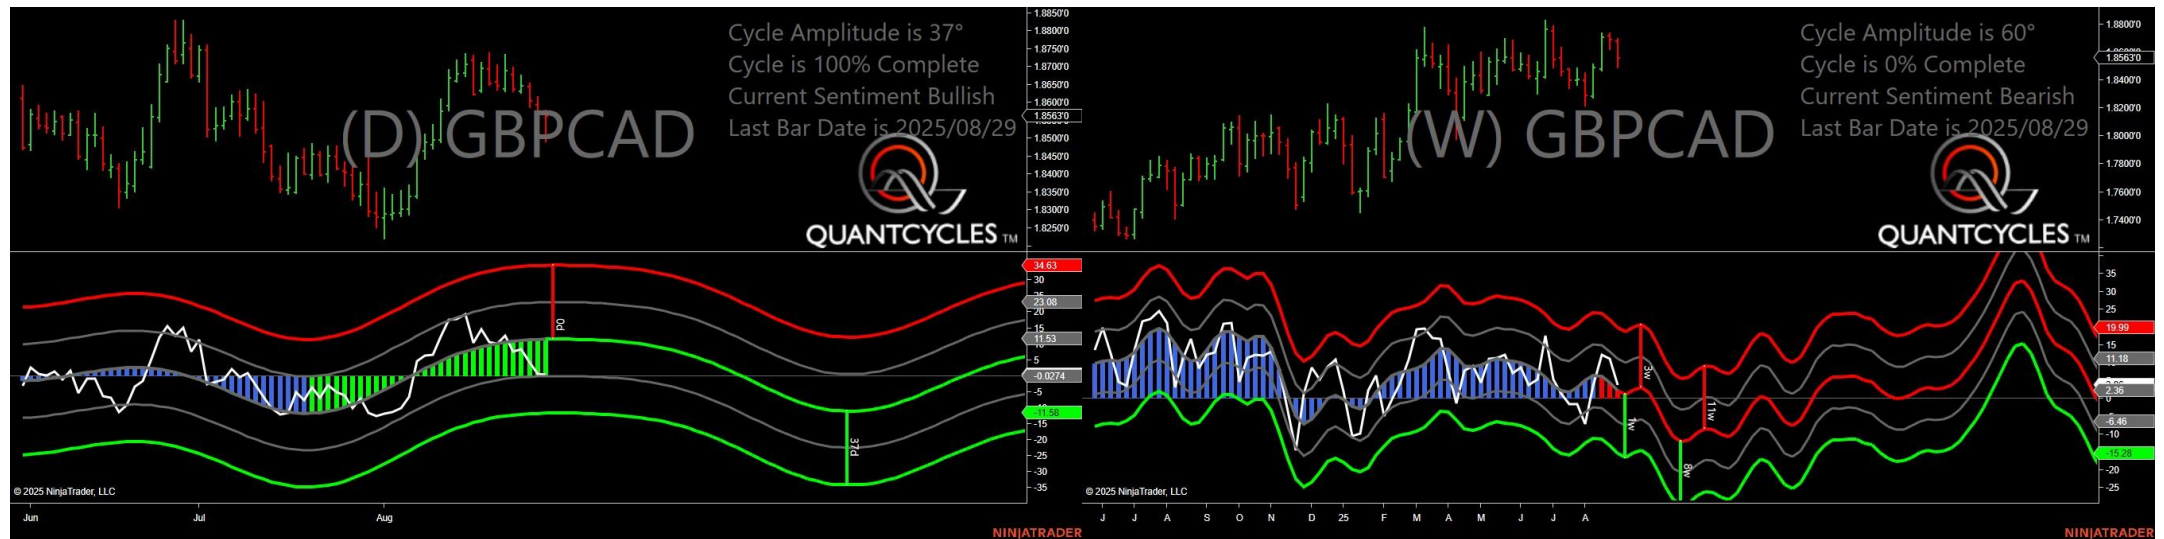 Cycle Amplitude is 37°
Cycle is 100% Complete
Current Sentiment Bullish
Last Bar Date is 2025/08/29
(D) GBPCAD
QUANTCYCLES TM
1.8850'0
1.8800'0
1.8750'0
1.8700'0
1.8650'0
1.8600'0
1.8563'0
1.8500'0
1.8450'0
1.8400'0
1.8350'0
1.8300'0
1.8250'0
34.63
30
23.08
20
15
11.53
5
-0.0274
-5
-11.58
-15
-20
-25
-30
-35
0d
37d
© 2025 NinjaTrader, LLC
Jun
Jul
Aug
NINJATRADER
Cycle Amplitude is 60°
Cycle is 0% Complete
Current Sentiment Bearish
Last Bar Date is 2025/08/29
(W) GBPCAD
QUANTCYCLES TM
1.8800'0
1.8563'0
1.8400'0
1.8200'0
1.8000'0
1.7800'0
1.7600'0
1.7400'0
35
30
25
19.99
15
11.18
2.36
0
-6.46
-10
-15.28
-20
-25
3w
1w
11w
8w
© 2025 NinjaTrader, LLC
J
J
A
S
O
N
D
25
F
M
A
M
J
J
A
NINJATRADER